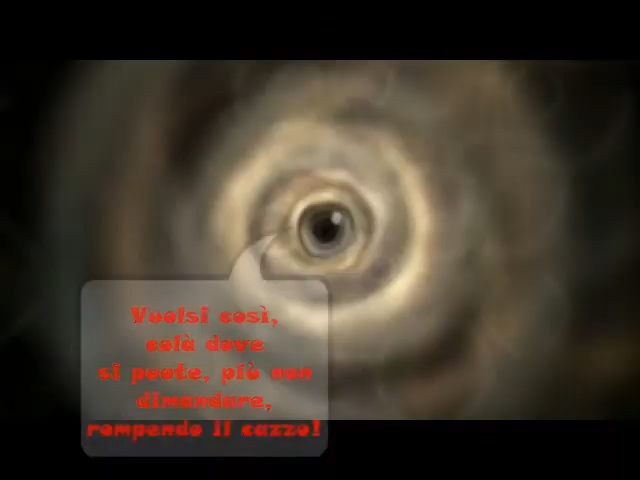 Vuolsi così,
colà dove
si puote, più non
dimandare,
rompendo il cazzo!